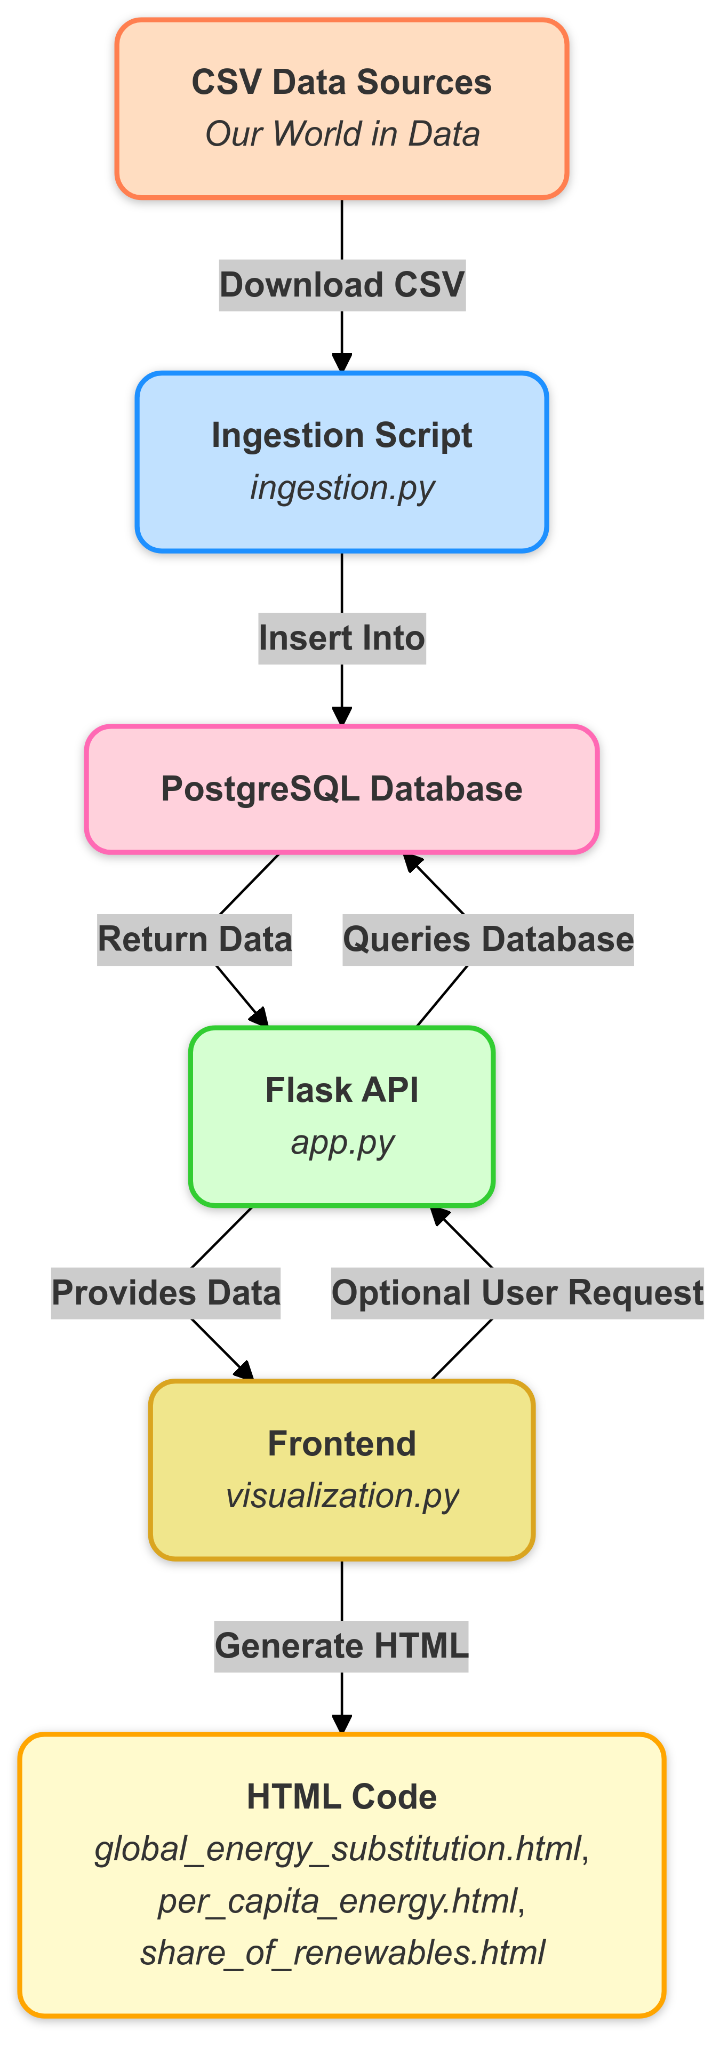 CSV Data Sources
Our World in Data
Download CSV
Ingestion Script
ingestion.py
Insert Into
PostgreSQL Database
Return Data
Queries Database
Flask API
app.py
Provides Data
Optional User Request
Frontend
visualization.py
Generate HTML
HTML Code
global_energy_substitution.html,
per_capita_energy.html,
share_of_renewables.html